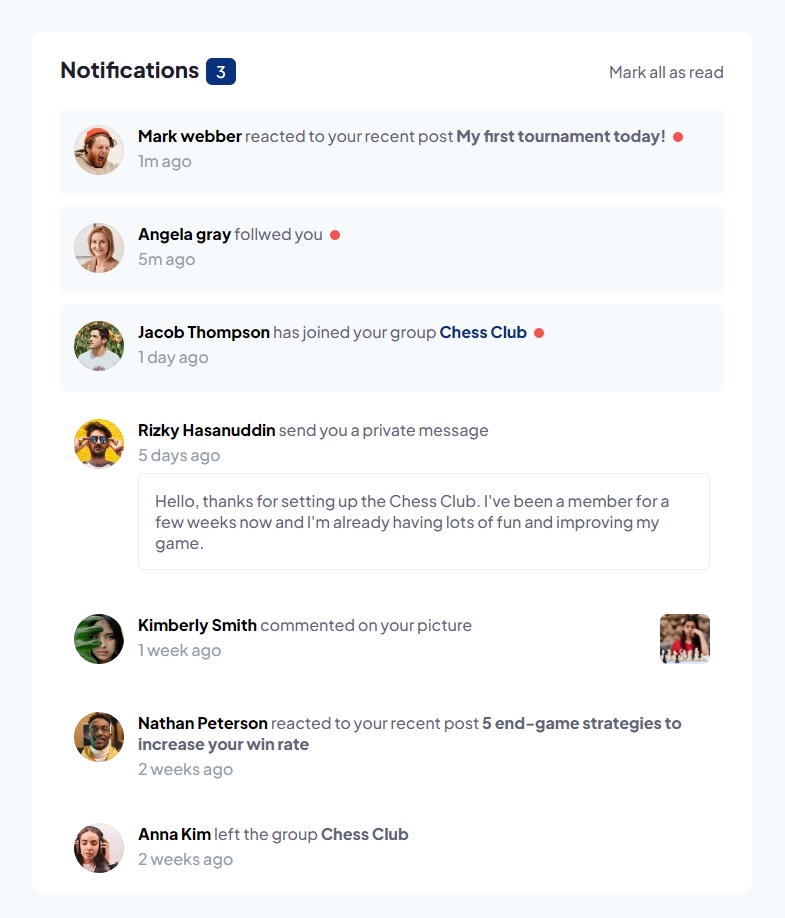 Notifications 3
Mark all as read
Mark webber reacted to your recent post My first tournament today!
1m ago
Angela gray follwed you
5m ago
Jacob Thompson has joined your group Chess Club
1 day ago
Rizky Hasanuddin send you a private message
5 days ago
Hello, thanks for setting up the Chess Club. I've been a member for a
few weeks now and I'm already having lots of fun and improving my
game.
Kimberly Smith commented on your picture
1 week ago
Nathan Peterson reacted to your recent post 5 end-game strategies to
increase your win rate
2 weeks ago
Anna Kim left the group Chess Club
2 weeks ago